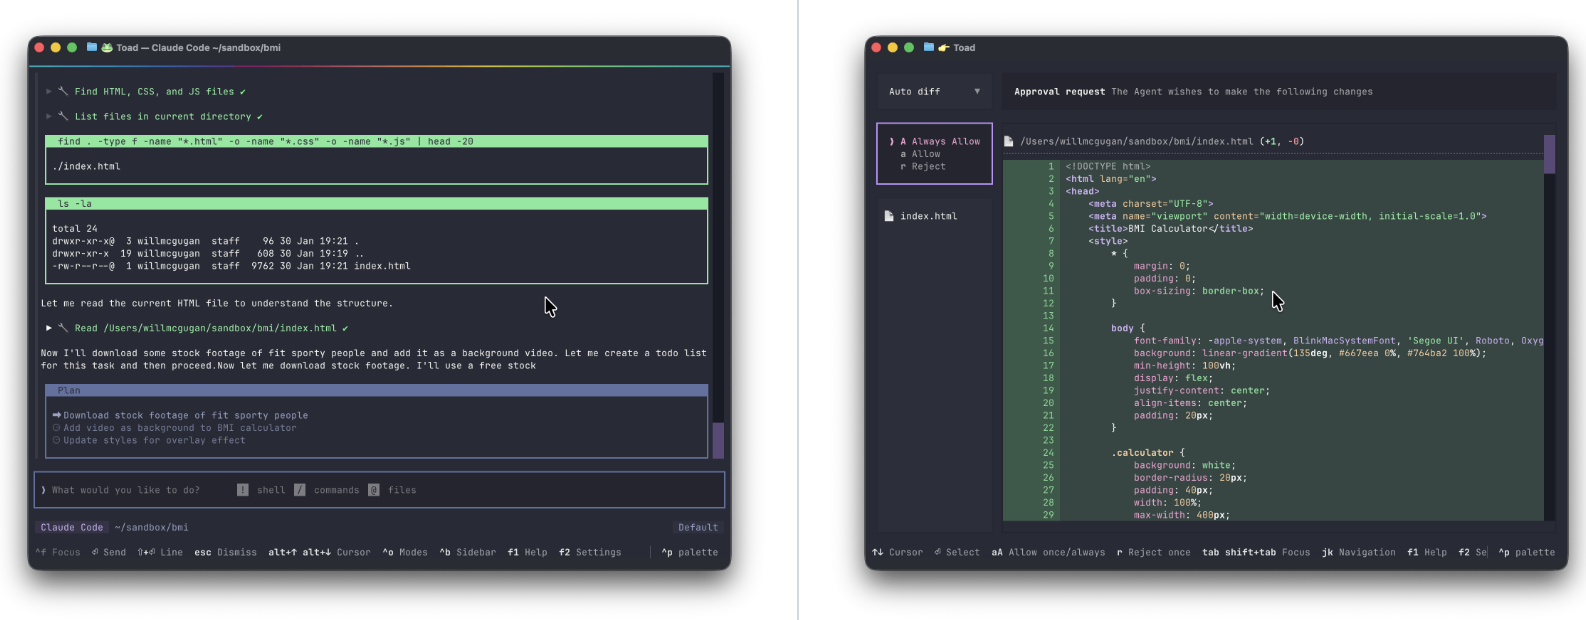 Toad — Claude Code ~/sandbox/bmi
Find HTML, CSS, and JS files ✔
List files in current directory ✔
find . -type f -name "*.html" -o -name "*.css" -o -name "*.js" | head -20
./index.html
ls -la
total 24
drwxr-xr-x@  3 willmcgugan  staff    96 30 Jan 19:21 .
drwxr-xr-x  19 willmcgugan  staff   608 30 Jan 19:19 ..
-rw-r--r--@  1 willmcgugan  staff  9762 30 Jan 19:21 index.html
Let me read the current HTML file to understand the structure.
Read /Users/willmcgugan/sandbox/bmi/index.html ✔
Now I'll download some stock footage of fit sporty people and add it as a background video. Let me create a todo list
for this task and then proceed.Now let me download stock footage. I'll use a free stock
Plan
Download stock footage of fit sporty people
Add video as background to BMI calculator
Update styles for overlay effect
❯ What would you like to do? ! shell / commands @ files
Claude Code ~/sandbox/bmi Default
^f Focus ⏎ Send ⇧+⏎ Line esc Dismiss alt+↑ alt+↓ Cursor ^o Modes ^b Sidebar f1 Help f2 Settings ^p palette
Toad
Auto diff ▼
Approval request The Agent wishes to make the following changes
❯ A Always Allow
a Allow
r Reject
index.html
/Users/willmcgugan/sandbox/bmi/index.html (+1, -0)
1 <!DOCTYPE html>
2 <html lang="en">
3 <head>
4     <meta charset="UTF-8">
5     <meta name="viewport" content="width=device-width, initial-scale=1.0">
6     <title>BMI Calculator</title>
7     <style>
8         * {
9             margin: 0;
10             padding: 0;
11             box-sizing: border-box;
12         }
13
14         body {
15             font-family: -apple-system, BlinkMacSystemFont, 'Segoe UI', Roboto, Oxyg
16             background: linear-gradient(135deg, #667eea 0%, #764ba2 100%);
17             min-height: 100vh;
18             display: flex;
19             justify-content: center;
20             align-items: center;
21             padding: 20px;
22         }
23
24         .calculator {
25             background: white;
26             border-radius: 20px;
27             padding: 40px;
28             width: 100%;
29             max-width: 400px;
↑↓ Cursor ⏎ Select aA Allow once/always r Reject once tab shift+tab Focus jk Navigation f1 Help f2 Se ^p palette